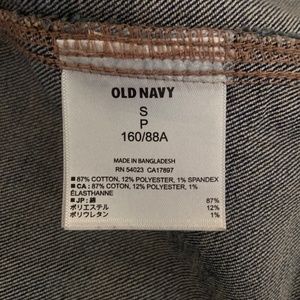 OLD NAVY
S
P
160/88A
MADE IN BANGLADESH
RN 54023 CA17897
■ 87% COTTON, 12% POLYESTER, 1% SPANDEX
■ CA: 87% COTON, 12% POLYESTER, 1%
ÉLASTHANNE
■ JP: 綿 87%
ポリエステル 12%
ポリウレタン 1%